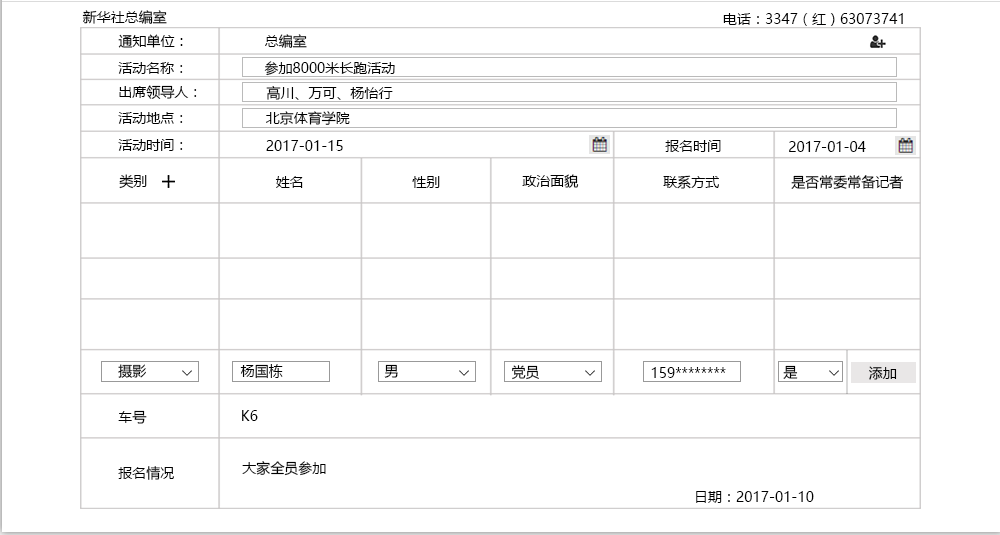 新华社总编室
电话：3347（红）63073741
通知单位： 总编室
活动名称： 参加8000米长跑活动
出席领导人： 高川、万可、杨怡行
活动地点： 北京体育学院
活动时间： 2017-01-15 报名时间 2017-01-04
类别 姓名 性别 政治面貌 联系方式 是否常委常备记者
摄影 杨国栋 男 党员 159******** 是 添加
车号 K6
报名情况 大家全员参加
日期：2017-01-10